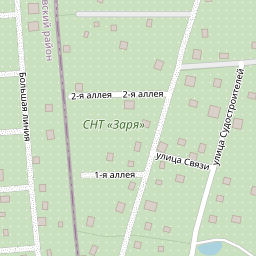 вский район
Большая линия
2-я аллея 2-я аллея
СНТ «Заря»
улица Судостроителей
улица Связи
1-я аллея